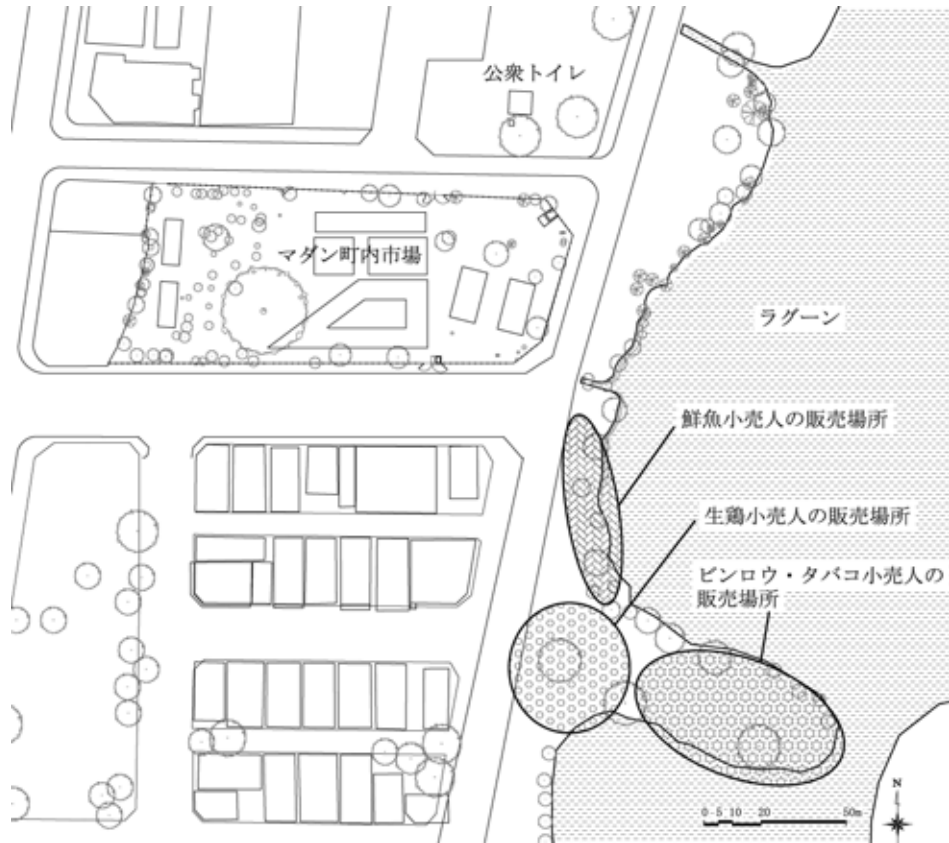 公衆トイレ
マダン町内市場
ラグーン
鮮魚小売人の販売場所
生鶏小売人の販売場所
ビンロウ・タバコ小売人の
販売場所
N
0 5 10 20 50m